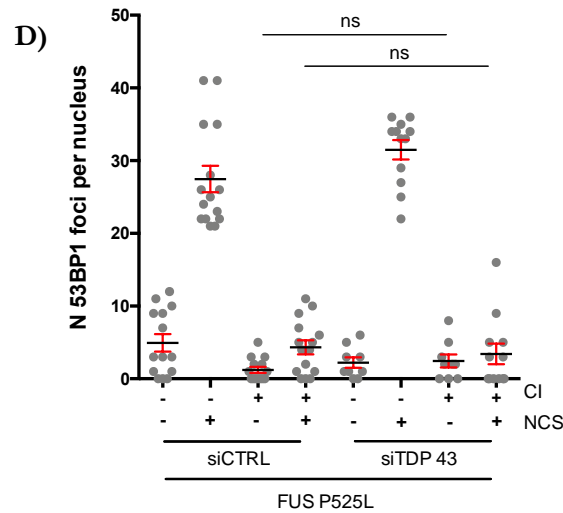 D)
ns
ns
N 53BP1 foci per nucleus
50
40
30
20
10
0
- - + + - - + + CI
- + - + - + - + NCS
siCTRL siTDP 43
FUS P525L